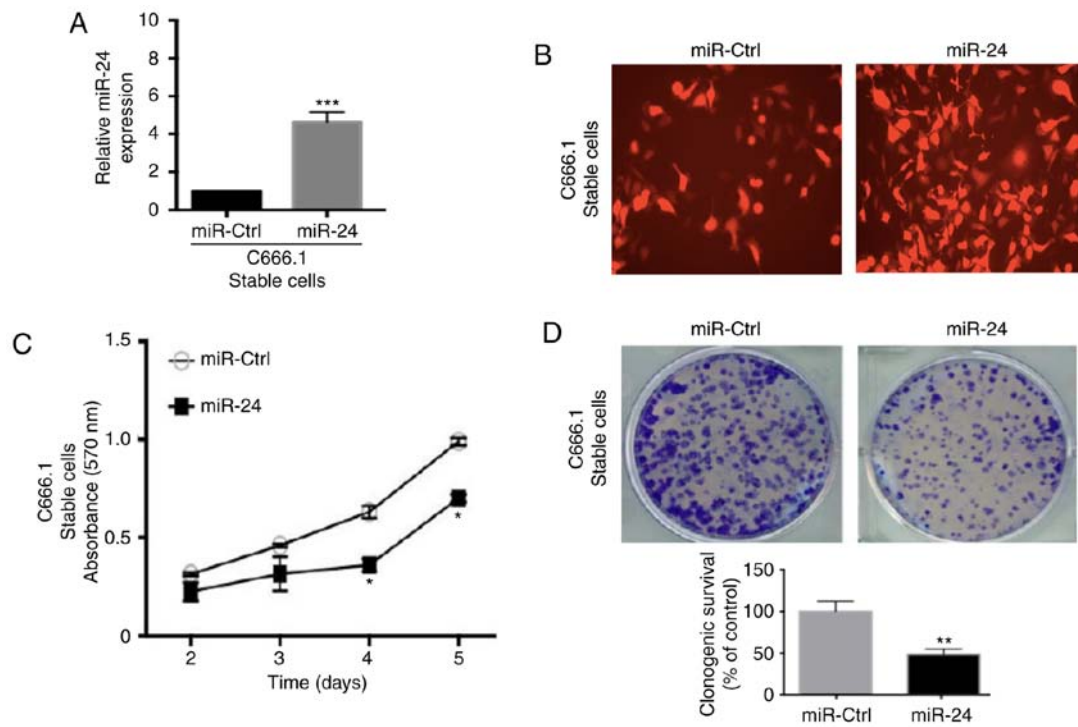 A
10
8
6
4
2
0
Relative miR-24
expression
***
miR-Ctrl
miR-24
C666.1
Stable cells
B
miR-Ctrl
miR-24
C666.1
Stable cells
C
1.5
1.0
0.5
0
C666.1
Stable cells
Absorbance (570 nm)
miR-Ctrl
miR-24
*
*
2
3
4
5
Time (days)
D
miR-Ctrl
miR-24
C666.1
Stable cells
150
100
50
0
Clonogenic survival
(% of control)
**
miR-Ctrl
miR-24